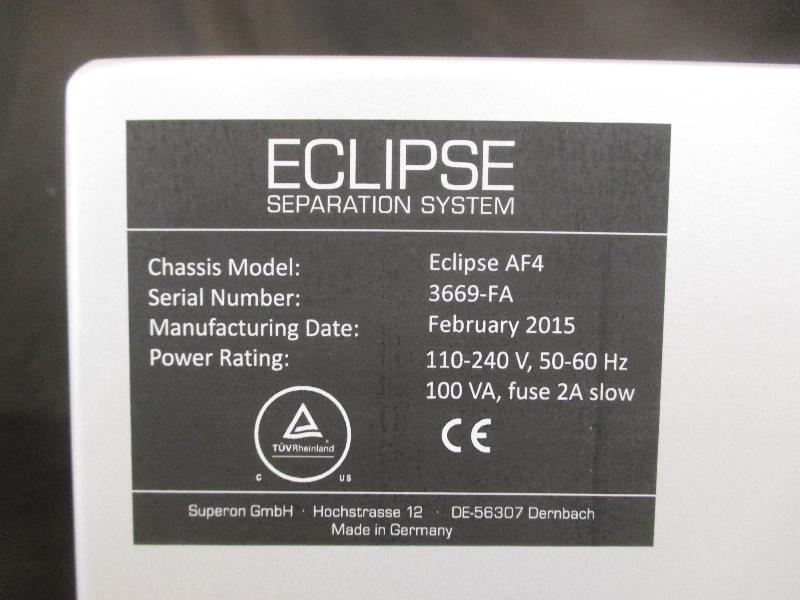 ECLIPSE
SEPARATION SYSTEM
Chassis Model: Eclipse AF4
Serial Number: 3669-FA
Manufacturing Date: February 2015
Power Rating: 110-240 V, 50-60 Hz
100 VA, fuse 2A slow
TÜVRheinland
C US
CE
Superon GmbH · Hochstrasse 12 · DE-56307 Dernbach
Made in Germany